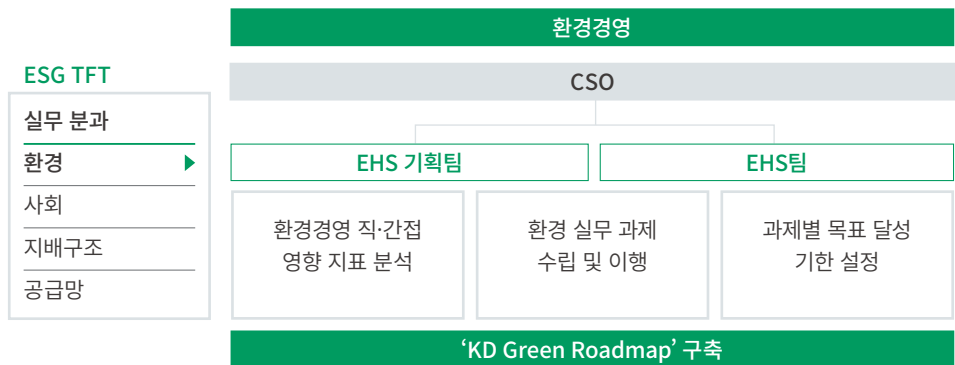 환경경영
ESG TFT
실무 분과
환경
사회
지배구조
공급망
CSO
EHS 기획팀
EHS팀
환경경영 직·간접
영향 지표 분석
환경 실무 과제
수립 및 이행
과제별 목표 달성
기한 설정
‘KD Green Roadmap’ 구축